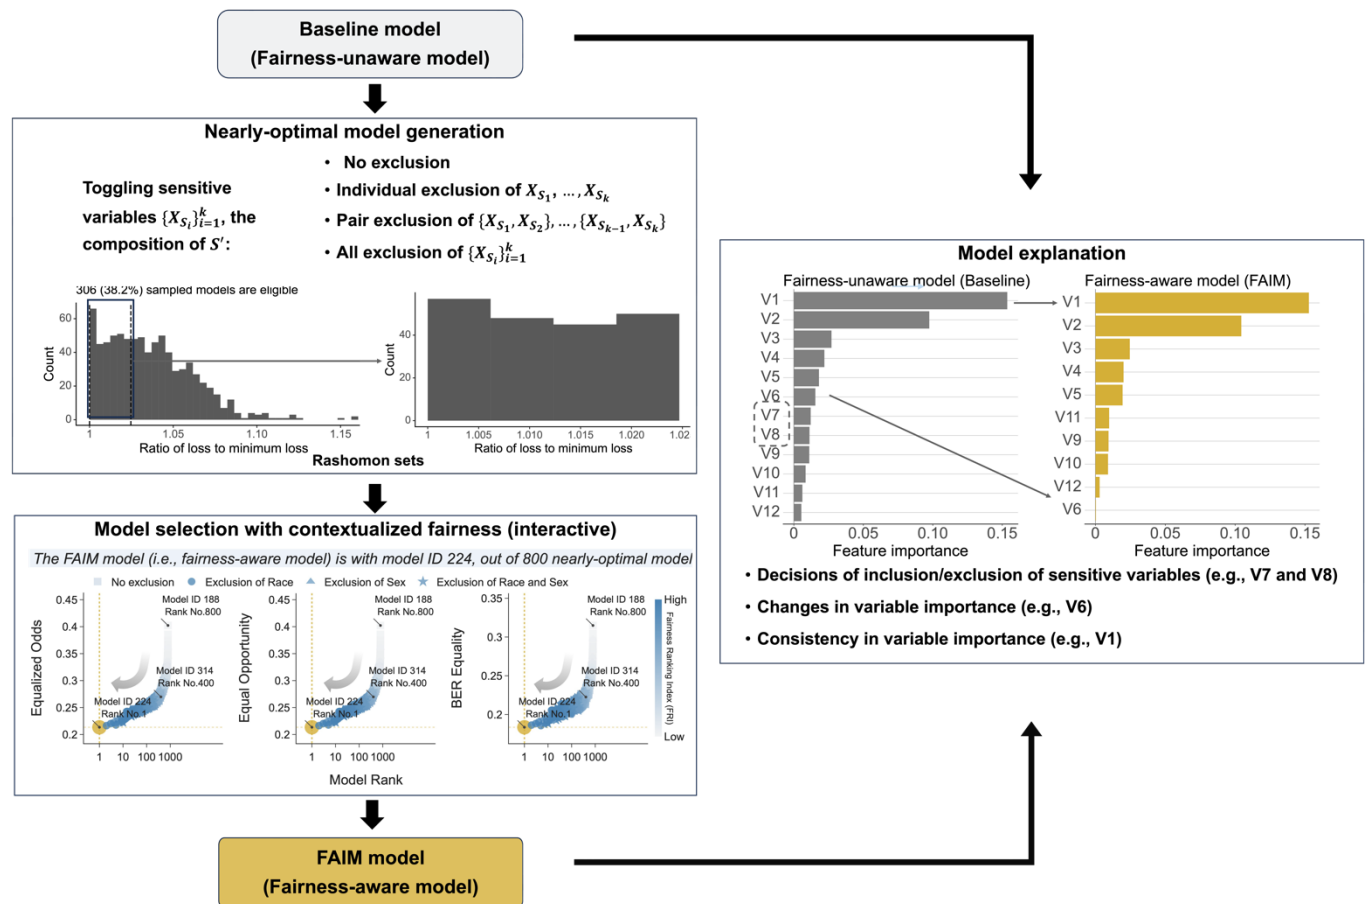 Baseline model
(Fairness-unaware model)
Nearly-optimal model generation
Toggling sensitive
variables {X_{S_i}}_{i=1}^k, the
composition of S′:
• No exclusion
• Individual exclusion of X_{S_1}, …, X_{S_k}
• Pair exclusion of {X_{S_1}, X_{S_2}}, …, {X_{S_{k-1}}, X_{S_k}}
• All exclusion of {X_{S_i}}_{i=1}^k
306 (38.2%) sampled models are eligible
Count
60
40
20
0
1 1.05 1.10 1.15
Ratio of loss to minimum loss
Count
40
20
0
1 1.005 1.010 1.015 1.020 1.02
Ratio of loss to minimum loss
Rashomon sets
Model selection with contextualized fairness (interactive)
The FAIM model (i.e., fairness-aware model) is with model ID 224, out of 800 nearly-optimal model
No exclusion Exclusion of Race Exclusion of Sex Exclusion of Race and Sex
Equalized Odds
0.45
0.4
0.35
0.3
0.25
0.2
Model ID 188
Rank No.800
Model ID 314
Rank No.400
Model ID 224
Rank No.1
1 10 100 1000
Equal Opportunity
0.45
0.4
0.35
0.3
0.25
0.2
Model ID 188
Rank No.800
Model ID 314
Rank No.400
Model ID 224
Rank No.1
1 10 100 1000
BER Equality
0.35
0.3
0.25
0.2
Model ID 188
Rank No.800
Model ID 314
Rank No.400
Model ID 224
Rank No.1
1 10 100 1000
High
Fairness Ranking Index (FRI)
Low
Model Rank
FAIM model
(Fairness-aware model)
Model explanation
Fairness-unaware model (Baseline)
V1
V2
V3
V4
V5
V6
V7
V8
V9
V10
V11
V12
0 0.05 0.10 0.15
Feature importance
Fairness-aware model (FAIM)
V1
V2
V3
V4
V5
V11
V9
V10
V12
V6
0 0.05 0.10 0.15
Feature importance
• Decisions of inclusion/exclusion of sensitive variables (e.g., V7 and V8)
• Changes in variable importance (e.g., V6)
• Consistency in variable importance (e.g., V1)